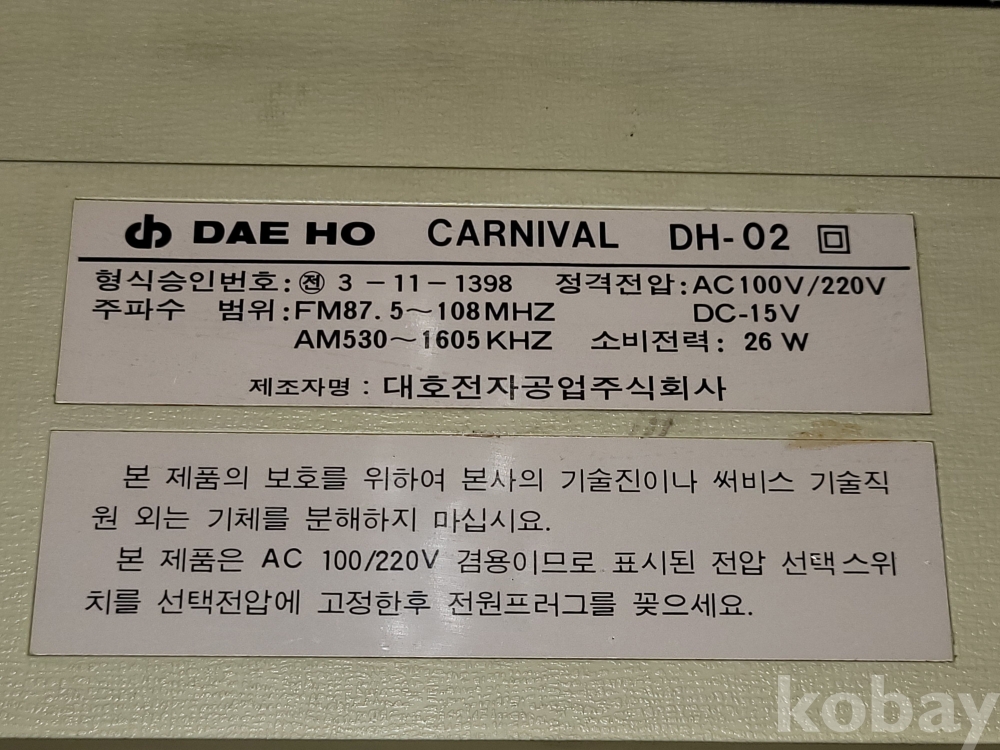 DAE HO CARNIVAL DH-02
형식승인번호: ㉠ 3-11-1398 정격전압: AC100V/220V
주파수 범위: FM87.5~108MHZ DC-15V
AM530~1605KHZ 소비전력: 26W
제조자명 : 대호전자공업주식회사
본 제품의 보호를 위하여 본사의 기술진이나 써비스 기술직
원 외는 기체를 분해하지 마십시요.
본 제품은 AC 100/220V 겸용이므로 표시된 전압 선택스위
치를 선택전압에 고정한후 전원프러그를 꽂으세요.
kobay